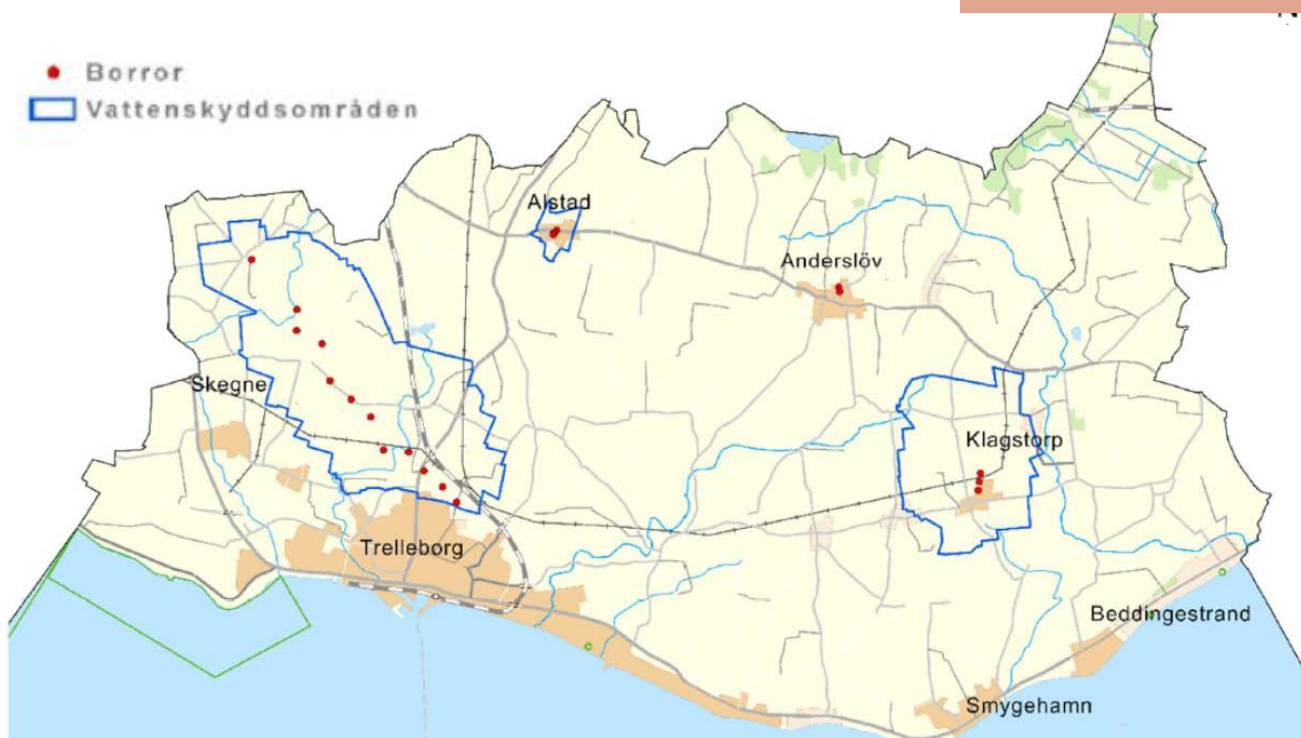 Borror
Vattenskyddsområden
Alstad
Anderslöv
Skegne
Klagstorp
Trelleborg
Beddingestrand
Smygehamn